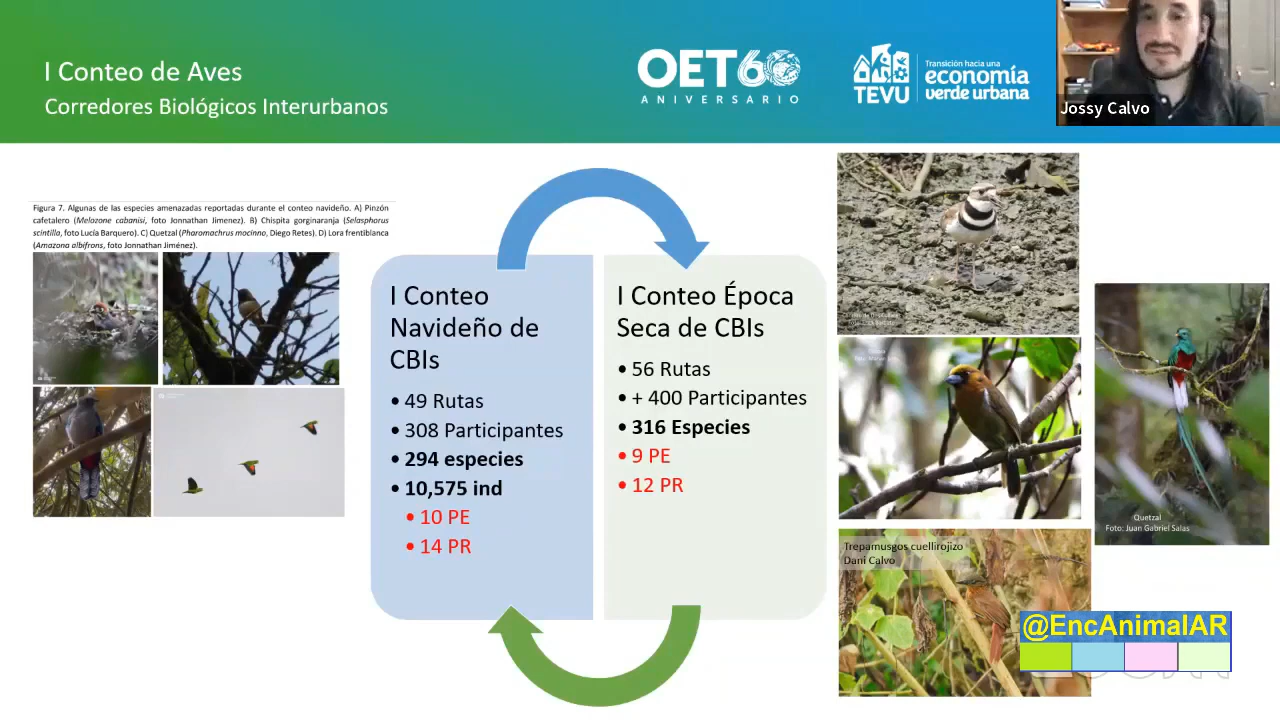 I Conteo de Aves
Corredores Biológicos Interurbanos
OET60
ANIVERSARIO
TEVU
Transición hacia una
economía
verde urbana
Jossy Calvo
Figura 7. Algunas de las especies amenazadas reportadas durante el conteo navideño. A) Pinzón
cafetalero (Melozone cabanisi, foto Jonnathan Jimenez). B) Chispita gorginaranja (Selasphorus
scintilla, foto Lucía Barquero). C) Quetzal (Pharomachrus mocinno, Diego Retes). D) Lora frentiblanca
(Amazona albifrons, foto Jonnathan Jiménez).
I Conteo
Navideño de
CBIs
• 49 Rutas
• 308 Participantes
• 294 especies
• 10,575 ind
• 10 PE
• 14 PR
I Conteo Época
Seca de CBIs
• 56 Rutas
• + 400 Participantes
• 316 Especies
• 9 PE
• 12 PR
Quetzal
Foto: Juan Gabriel Salas
Trepamusgos cuellirojizo
Dani Calvo
@EncAnimalAR